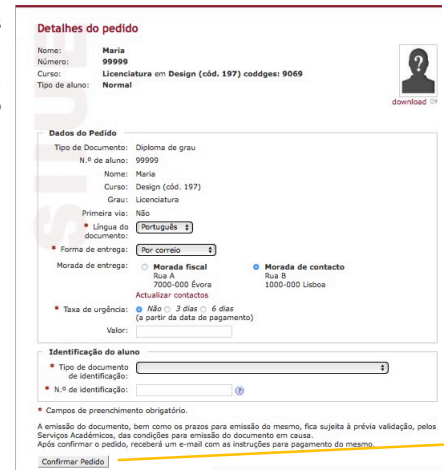 Detalhes do pedido
Nome: Maria
Número: 99999
Curso: Licenciatura em Design (cód. 197) coddges: 9069
Tipo de aluno: Normal
download
Dados do Pedido
Tipo de Documento: Diploma de grau
N.º de aluno: 99999
Nome: Maria
Curso: Design (cód. 197)
Grau: Licenciatura
Primeira via: Não
* Língua do documento: Português
* Forma de entrega: Por correio
Morada de entrega: Morada fiscal Morada de contacto
Rua A Rua B
7000-000 Évora 1000-000 Lisboa
Actualizar contactos
* Taxa de urgência: Não 3 dias 6 dias
(a partir da data de pagamento)
Valor:
Identificação do aluno
* Tipo de documento de identificação:
* N.º de identificação: ?
* Campos de preenchimento obrigatório.
A emissão do documento, bem como os prazos para emissão do mesmo, fica sujeita à prévia validação, pelos
Serviços Académicos, das condições para emissão do documento em causa.
Após confirmar o pedido, receberá um e-mail com as instruções para pagamento do mesmo.
Confirmar Pedido